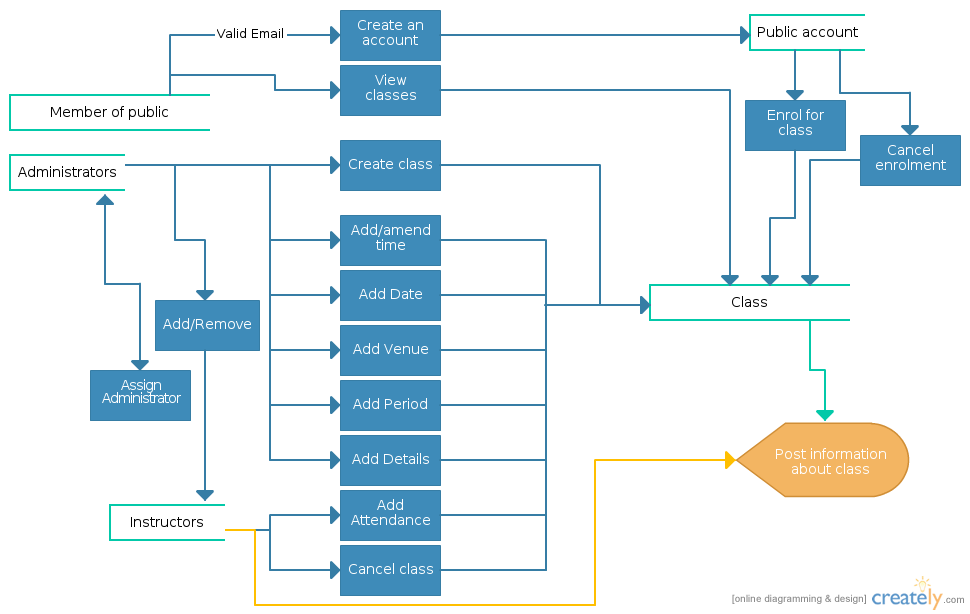 Valid Email
Create an
account
Public account
View
classes
Member of public
Enrol for
class
Cancel
enrolment
Administrators
Create class
Add/amend
time
Add Date
Class
Add/Remove
Add Venue
Assign
Administrator
Add Period
Add Details
Post information
about class
Add
Attendance
Instructors
Cancel class
[online diagramming & design] creately.com